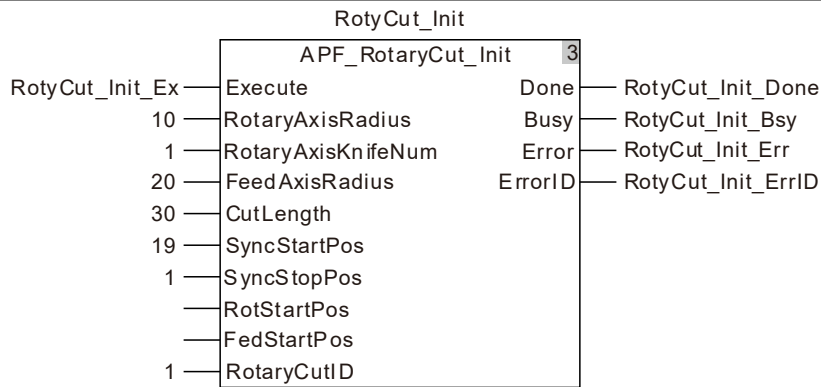 RotyCut_Init
APF_RotaryCut_Init 3
RotyCut_Init_Ex Execute Done RotyCut_Init_Done
10 RotaryAxisRadius Busy RotyCut_Init_Bsy
1 RotaryAxisKnifeNum Error RotyCut_Init_Err
20 FeedAxisRadius ErrorID RotyCut_Init_ErrID
30 CutLength
19 SyncStartPos
1 SyncStopPos
RotStartPos
FedStartPos
1 RotaryCutID